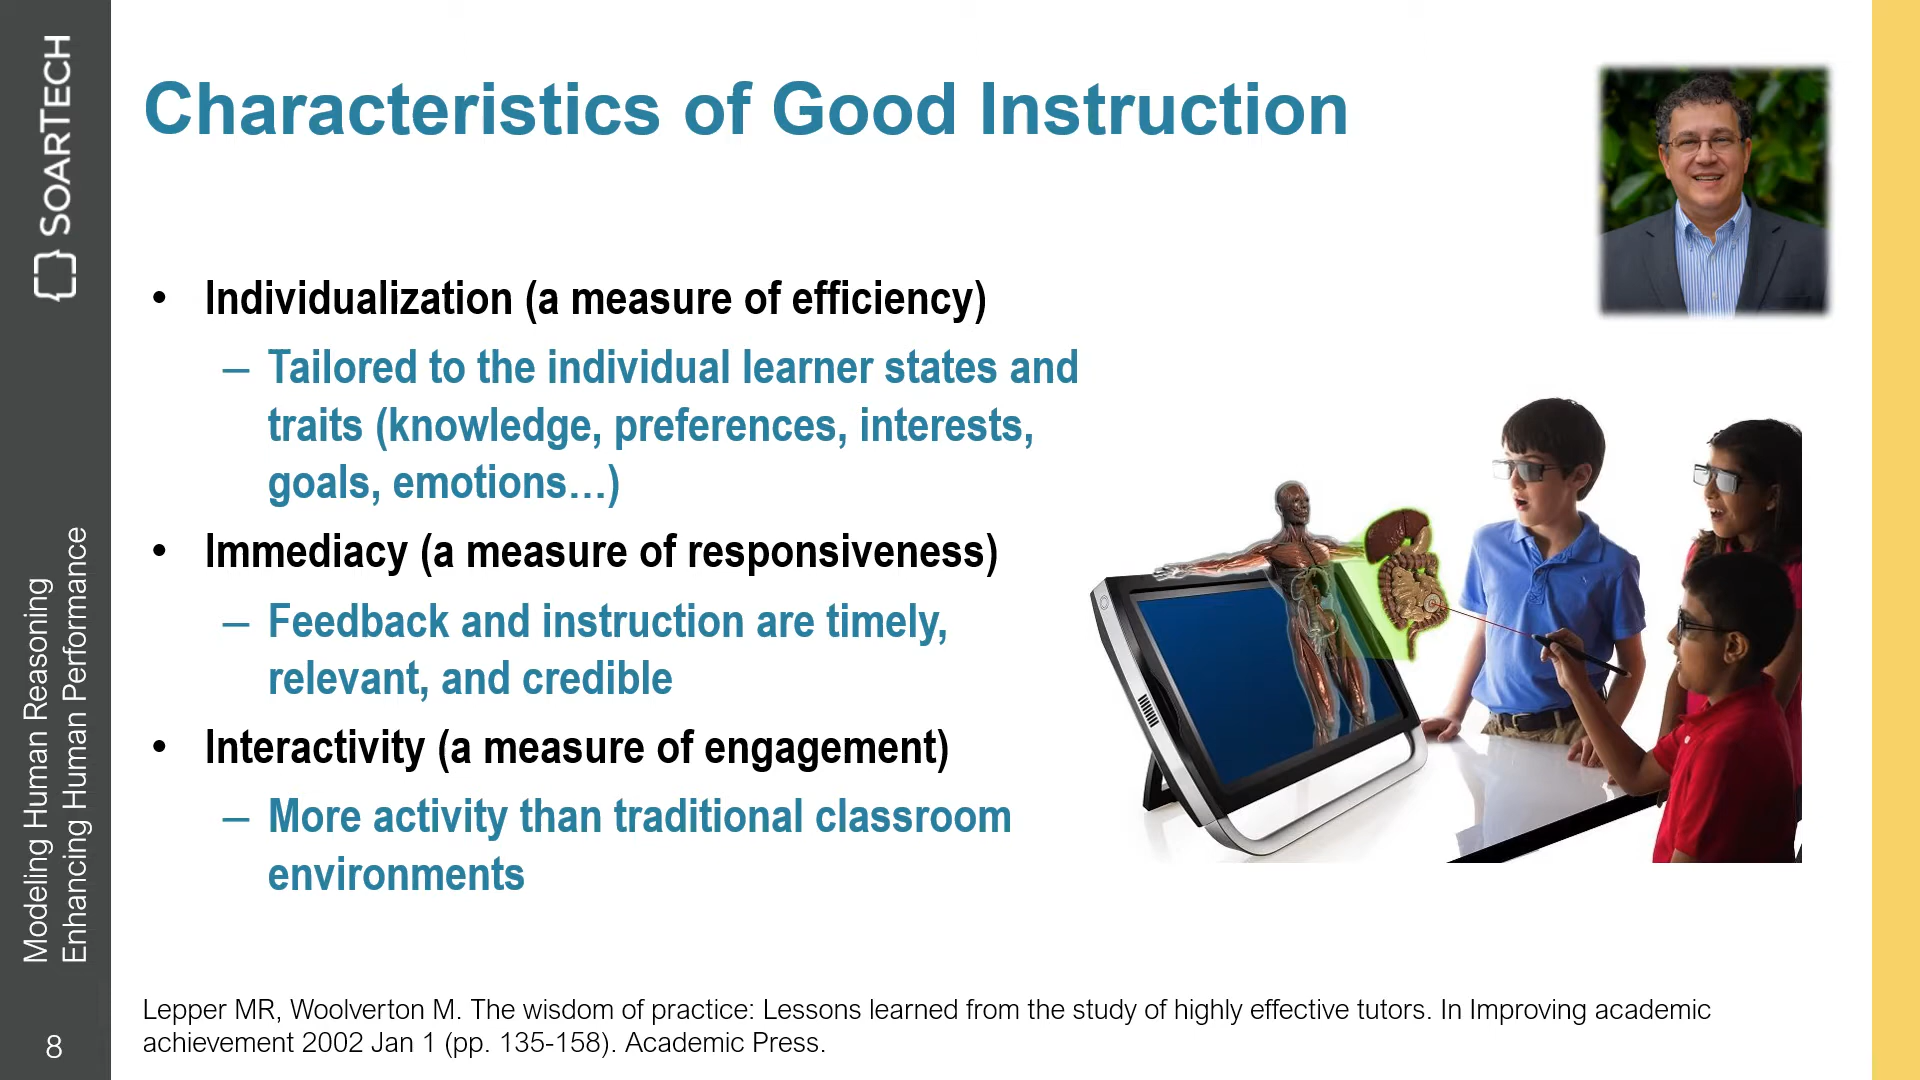 SOARTECH
Modeling Human Reasoning
Enhancing Human Performance
8
Characteristics of Good Instruction
• Individualization (a measure of efficiency)
– Tailored to the individual learner states and
traits (knowledge, preferences, interests,
goals, emotions…)
• Immediacy (a measure of responsiveness)
– Feedback and instruction are timely,
relevant, and credible
• Interactivity (a measure of engagement)
– More activity than traditional classroom
environments
Lepper MR, Woolverton M. The wisdom of practice: Lessons learned from the study of highly effective tutors. In Improving academic
achievement 2002 Jan 1 (pp. 135-158). Academic Press.